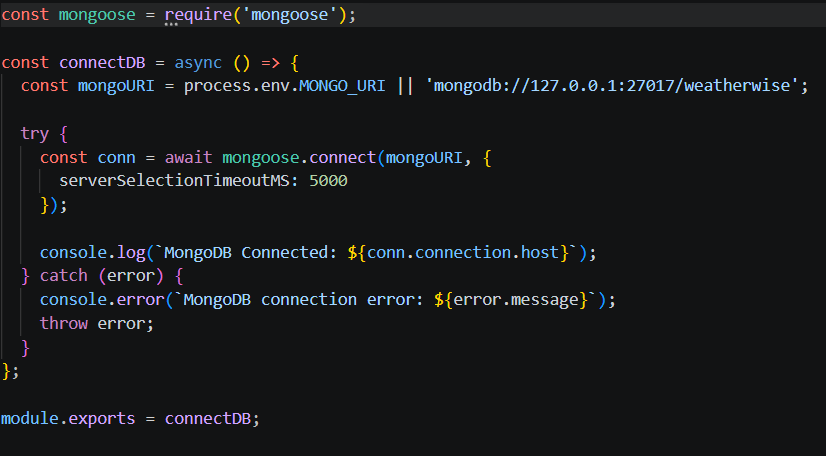 const mongoose = require('mongoose');
const connectDB = async () => {
  const mongoURI = process.env.MONGO_URI || 'mongodb://127.0.0.1:27017/weatherwise';
  try {
    const conn = await mongoose.connect(mongoURI, {
      serverSelectionTimeoutMS: 5000
    });
    console.log(`MongoDB Connected: ${conn.connection.host}`);
  } catch (error) {
    console.error(`MongoDB connection error: ${error.message}`);
    throw error;
  }
};
module.exports = connectDB;